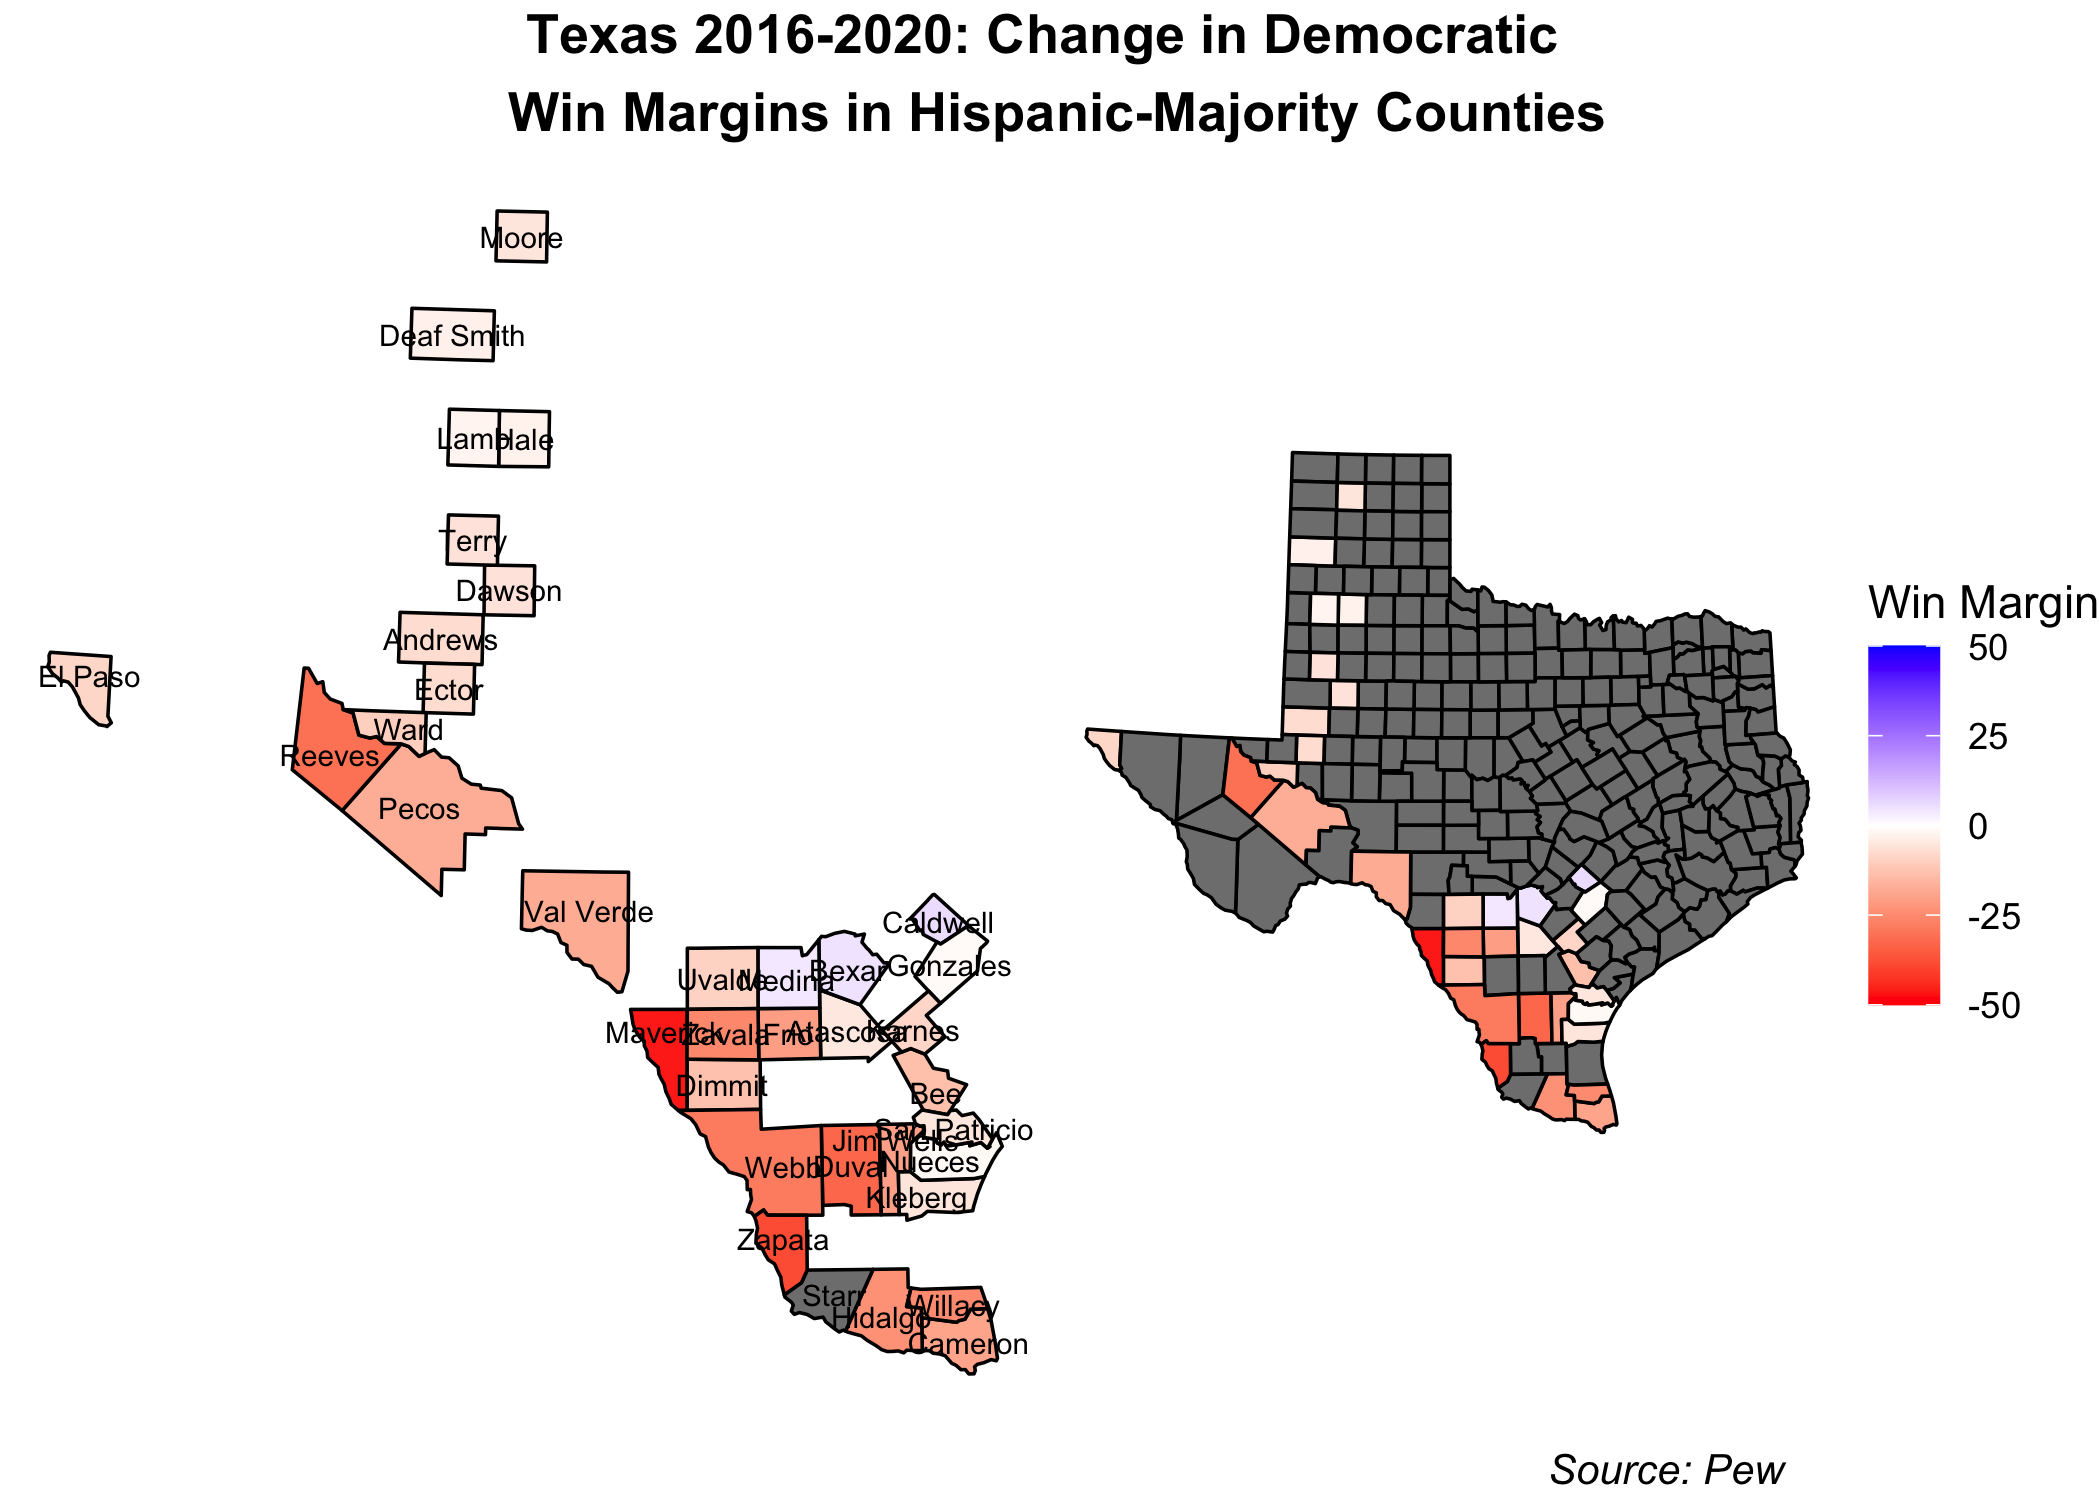 Texas 2016-2020: Change in Democratic
Win Margins in Hispanic-Majority Counties
Moore
Deaf Smith
Lamb
Hale
Terry
Dawson
Andrews
El Paso
Ector
Ward
Reeves
Pecos
Val Verde
Caldwell
Uvalde
Medina
Bexar
Gonzales
Maverick
Zavala
Frio
Atascosa
Karnes
Dimmit
Bee
San Patricio
Jim Wells
Webb
Duval
Nueces
Kleberg
Zapata
Starr
Hidalgo
Willacy
Cameron
Win Margin
50
25
0
-25
-50
Source: Pew